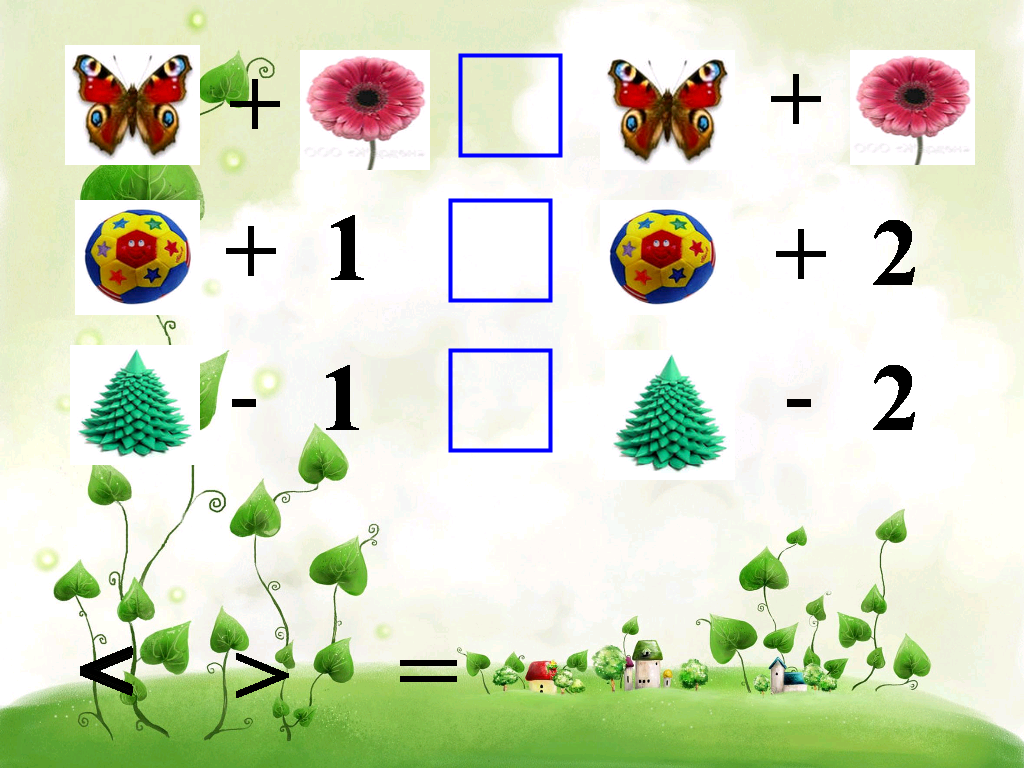 + +
+ 1 + 2
- 1 - 2
< > =